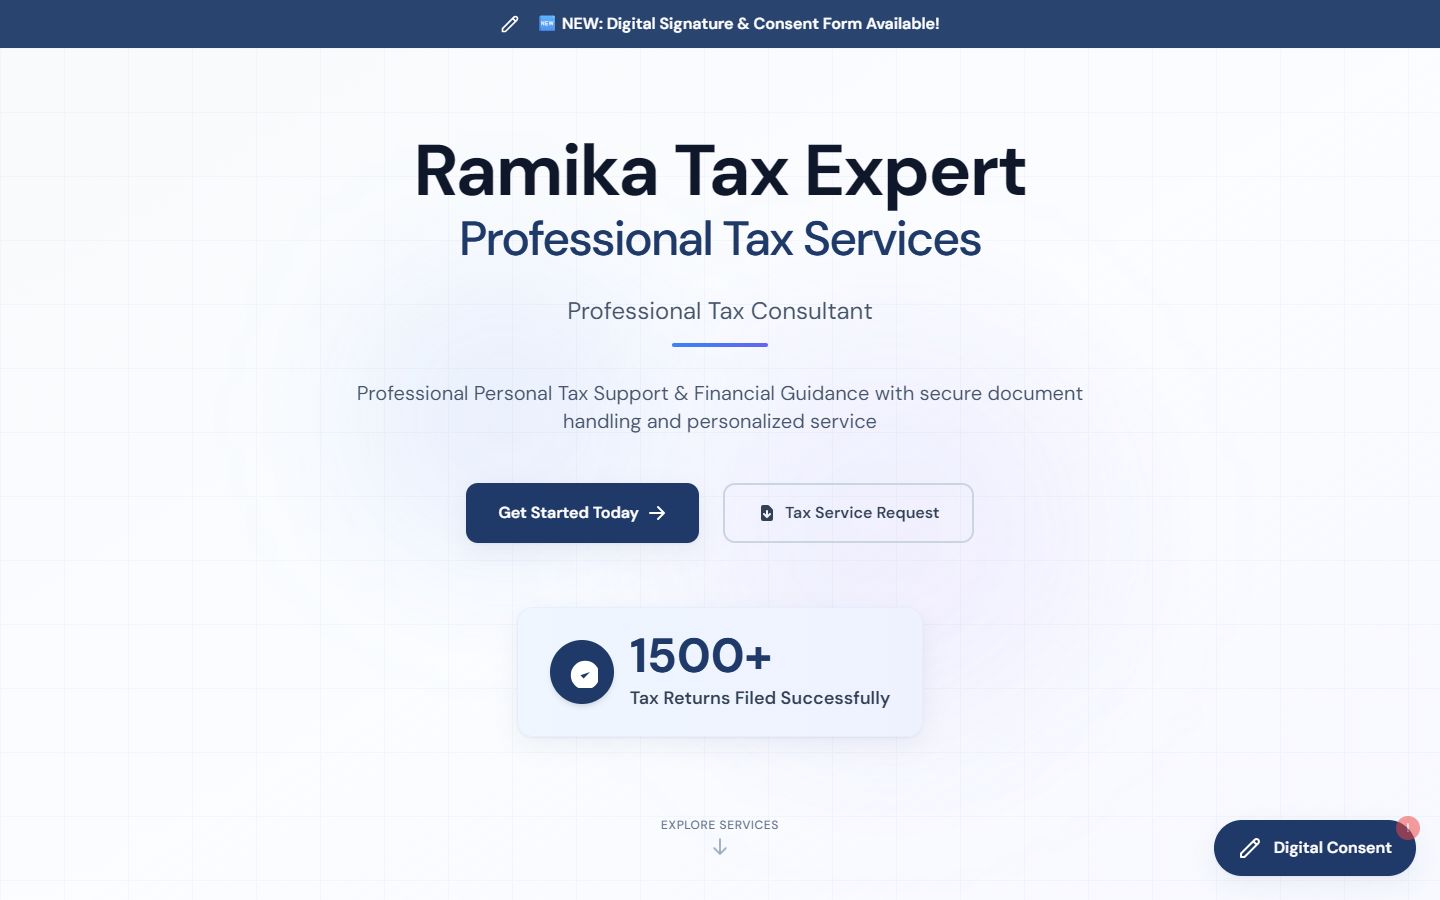 NEW: Digital Signature & Consent Form Available!
Ramika Tax Expert
Professional Tax Services
Professional Tax Consultant
Professional Personal Tax Support & Financial Guidance with secure document
handling and personalized service
Get Started Today
Tax Service Request
1500+
Tax Returns Filed Successfully
EXPLORE SERVICES
!
Digital Consent